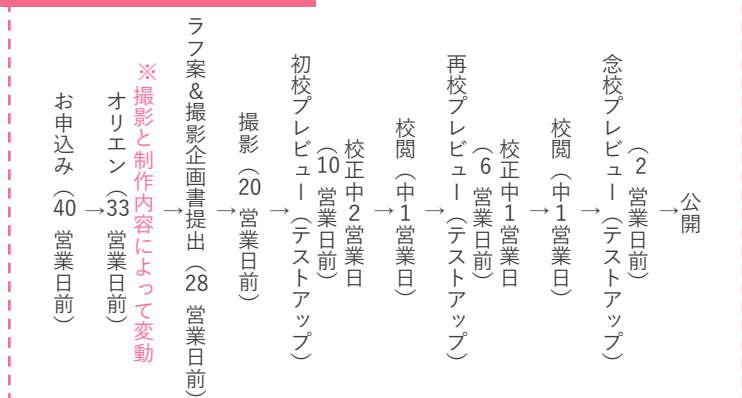 お申込み（40 営業日前）
→
オリエン（33 営業日前）
※撮影と制作内容によって変動
→
ラフ案＆撮影企画書提出（28 営業日前）
→
撮影（20 営業日前）
→
初校プレビュー（テストアップ）
（10 営業日前）
校正中2営業日
→
校閲（中1営業日）
→
再校プレビュー（テストアップ）
（6 営業日前）
校正中1営業日
→
校閲（中1営業日）
→
念校プレビュー（テストアップ）
（2 営業日前）
→
公開